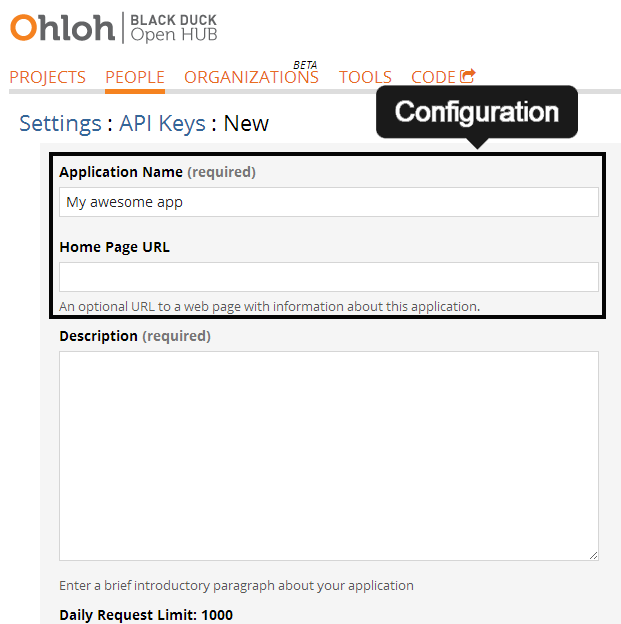 Ohloh BLACK DUCK
Open HUB
BETA
PROJECTS PEOPLE ORGANIZATIONS TOOLS CODE
Configuration
Settings : API Keys : New
Application Name (required)
My awesome app
Home Page URL
An optional URL to a web page with information about this application.
Description (required)
Enter a brief introductory paragraph about your application
Daily Request Limit: 1000